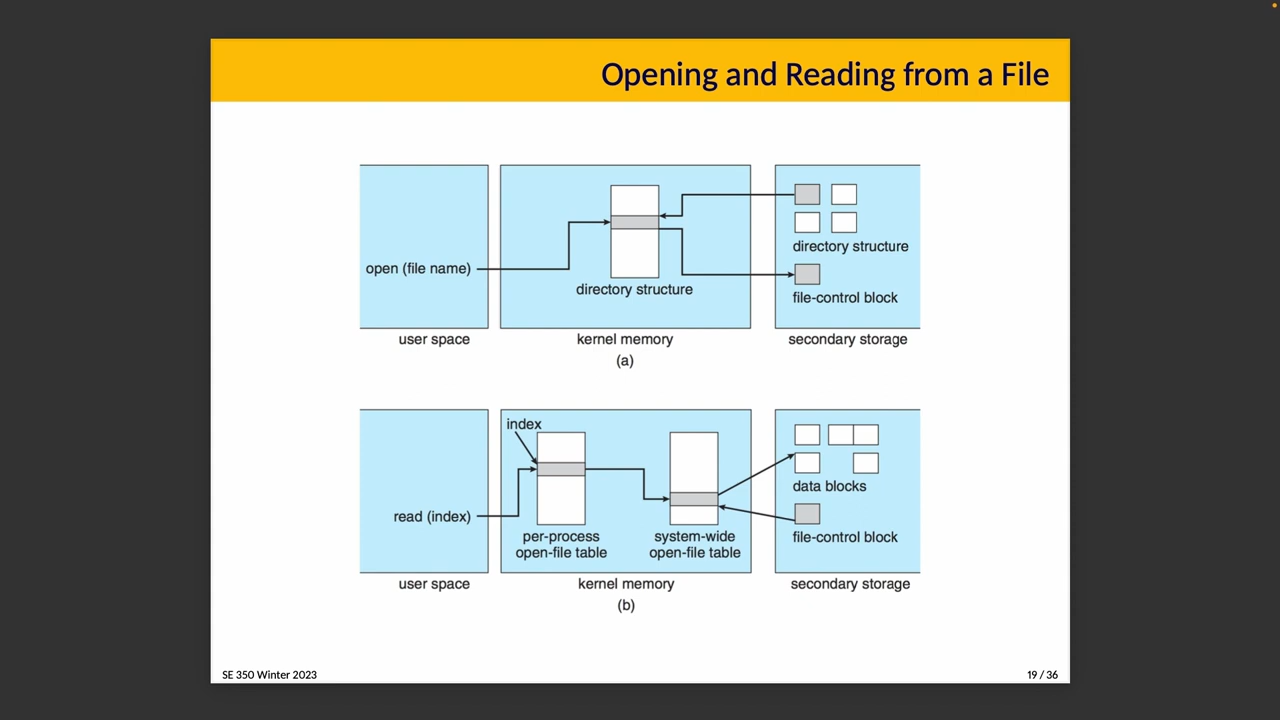 Opening and Reading from a File
open (file name)
directory structure
directory structure
file-control block
user space
kernel memory
secondary storage
(a)
index
read (index)
per-process
open-file table
system-wide
open-file table
data blocks
file-control block
user space
kernel memory
secondary storage
(b)
SE 350 Winter 2023
19 / 36